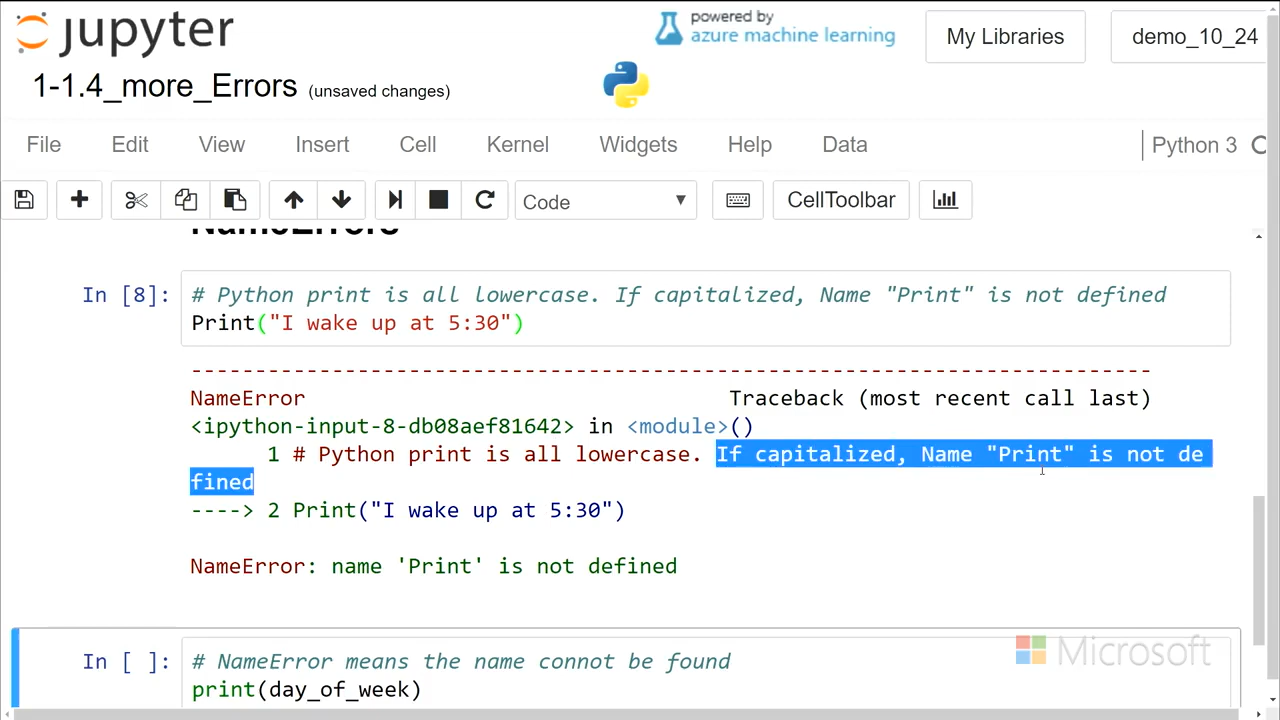 jupyter
powered by
azure machine learning
My Libraries
demo_10_24
1-1.4_more_Errors (unsaved changes)
File Edit View Insert Cell Kernel Widgets Help Data Python 3
Code CellToolbar
NameErrors
In [8]: # Python print is all lowercase. If capitalized, Name "Print" is not defined
Print("I wake up at 5:30")
---------------------------------------------------------------------------
NameError Traceback (most recent call last)
<ipython-input-8-db08aef81642> in <module>()
1 # Python print is all lowercase. If capitalized, Name "Print" is not de
fined
----> 2 Print("I wake up at 5:30")
NameError: name 'Print' is not defined
In [ ]: # NameError means the name connot be found
print(day_of_week)
Microsoft